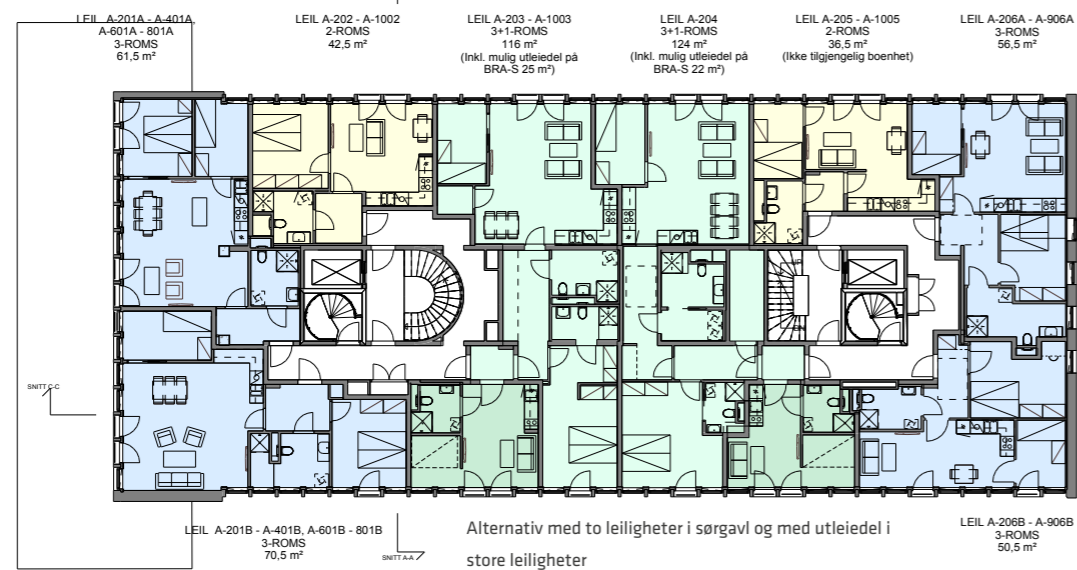 LEIL A-201A - A-401A,
A-601A - 801A
3-ROMS
61,5 m²
LEIL A-202 - A-1002
2-ROMS
42,5 m²
LEIL A-203 - A-1003
3+1-ROMS
116 m²
(Inkl. mulig utleiedel på
BRA-S 25 m²)
LEIL A-204
3+1-ROMS
124 m²
(Inkl. mulig utleiedel på
BRA-S 22 m²)
LEIL A-205 - A-1005
2-ROMS
36,5 m²
(Ikke tilgjengelig boenhet)
LEIL A-206A - A-906A
3-ROMS
56,5 m²
SNITT C-C
LEIL A-201B - A-401B, A-601B - 801B
3-ROMS
70,5 m²
SNITT A-A
Alternativ med to leiligheter i sørgavl og med utleiedel i
store leiligheter
LEIL A-206B - A-906B
3-ROMS
50,5 m²